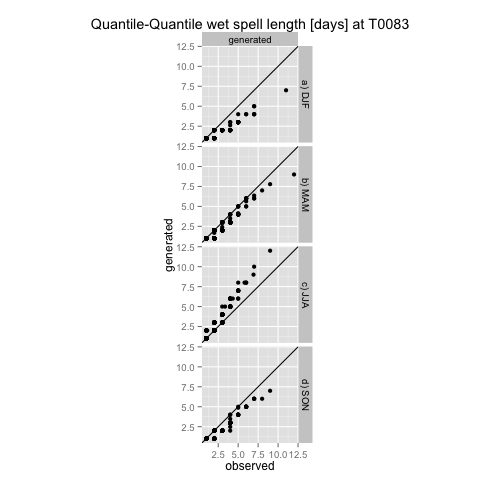 Quantile-Quantile wet spell length [days] at T0083
generated
12.5
10.0
7.5
5.0
2.5
a) DJF
12.5
10.0
7.5
5.0
2.5
b) MAM
generated
12.5
10.0
7.5
5.0
2.5
c) JJA
12.5
10.0
7.5
5.0
2.5
d) SON
2.5 5.0 7.5 10.0 12.5
observed